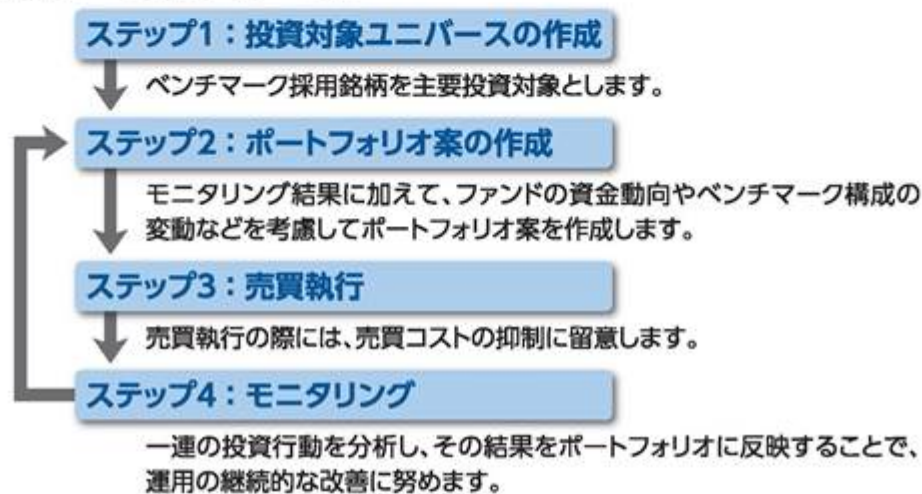 ステップ1：投資対象ユニバースの作成
ベンチマーク採用銘柄を主要投資対象とします。
ステップ2：ポートフォリオ案の作成
モニタリング結果に加えて、ファンドの資金動向やベンチマーク構成の
変動などを考慮してポートフォリオ案を作成します。
ステップ3：売買執行
売買執行の際には、売買コストの抑制に留意します。
ステップ4：モニタリング
一連の投資行動を分析し、その結果をポートフォリオに反映することで、
運用の継続的な改善に努めます。